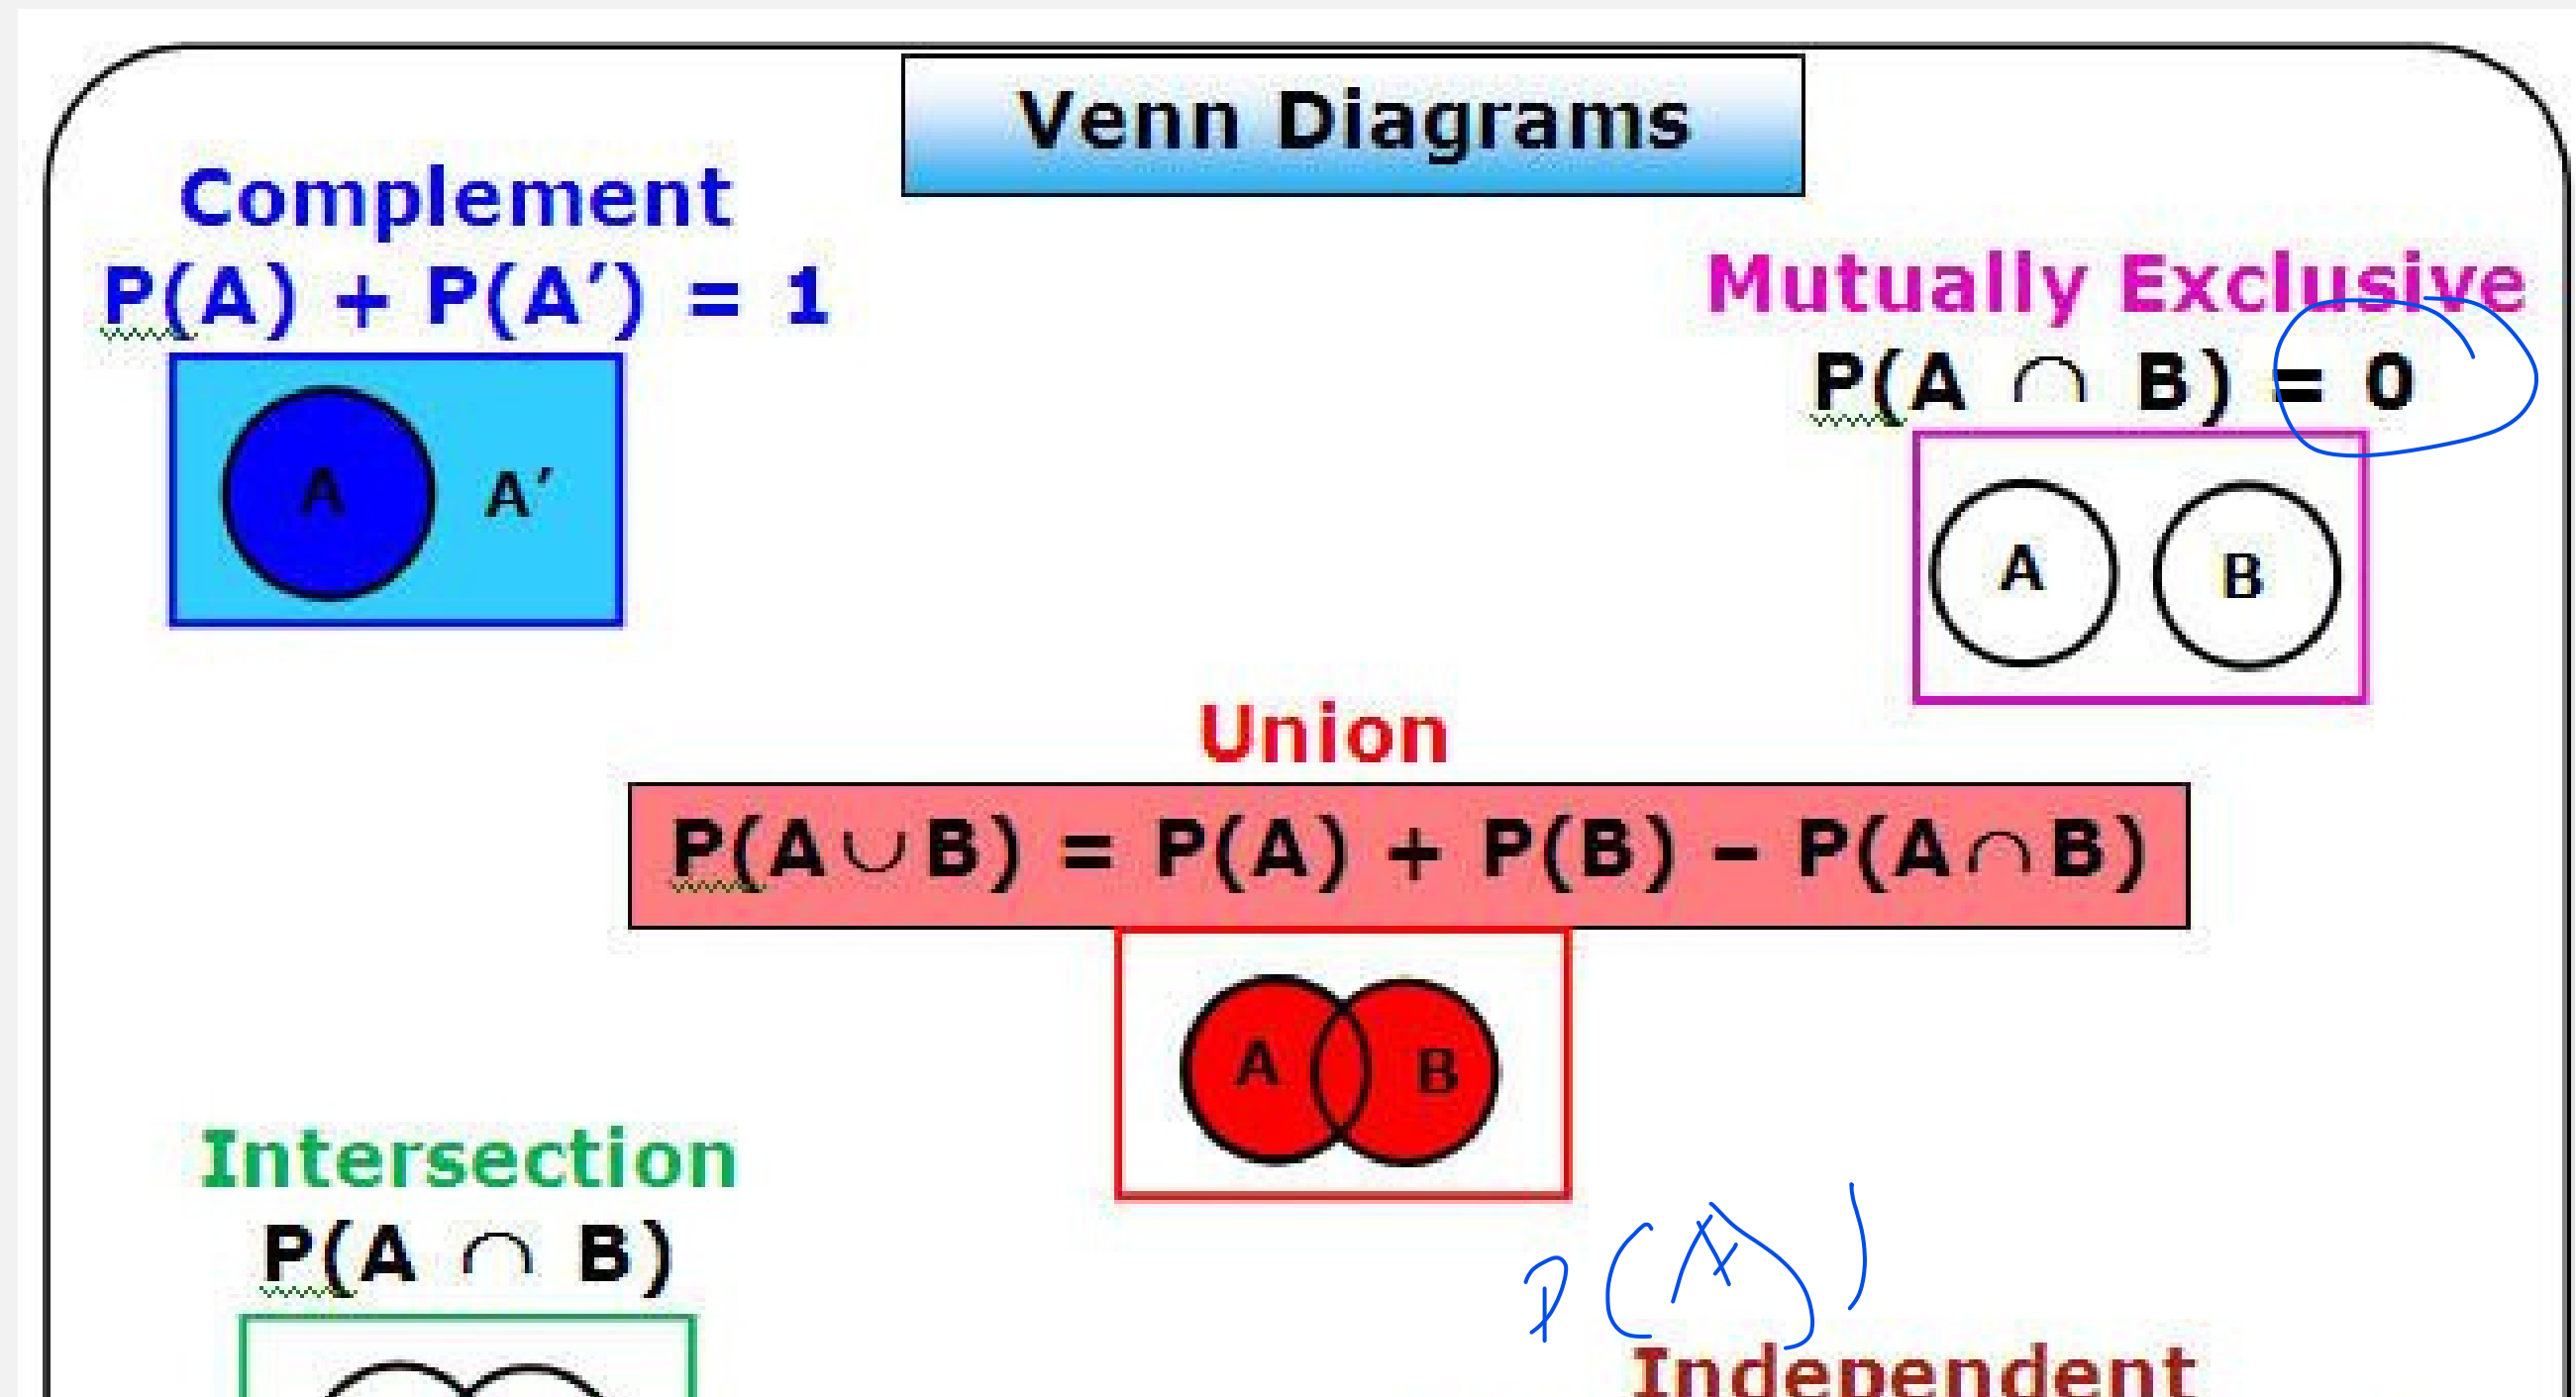 Venn Diagrams
Complement
P(A) + P(A′) = 1
A A′
Mutually Exclusive
P(A ∩ B) = 0
A B
Union
P(A∪B) = P(A) + P(B) – P(A∩B)
A B
Intersection
P(A ∩ B)
P(A))
Independent